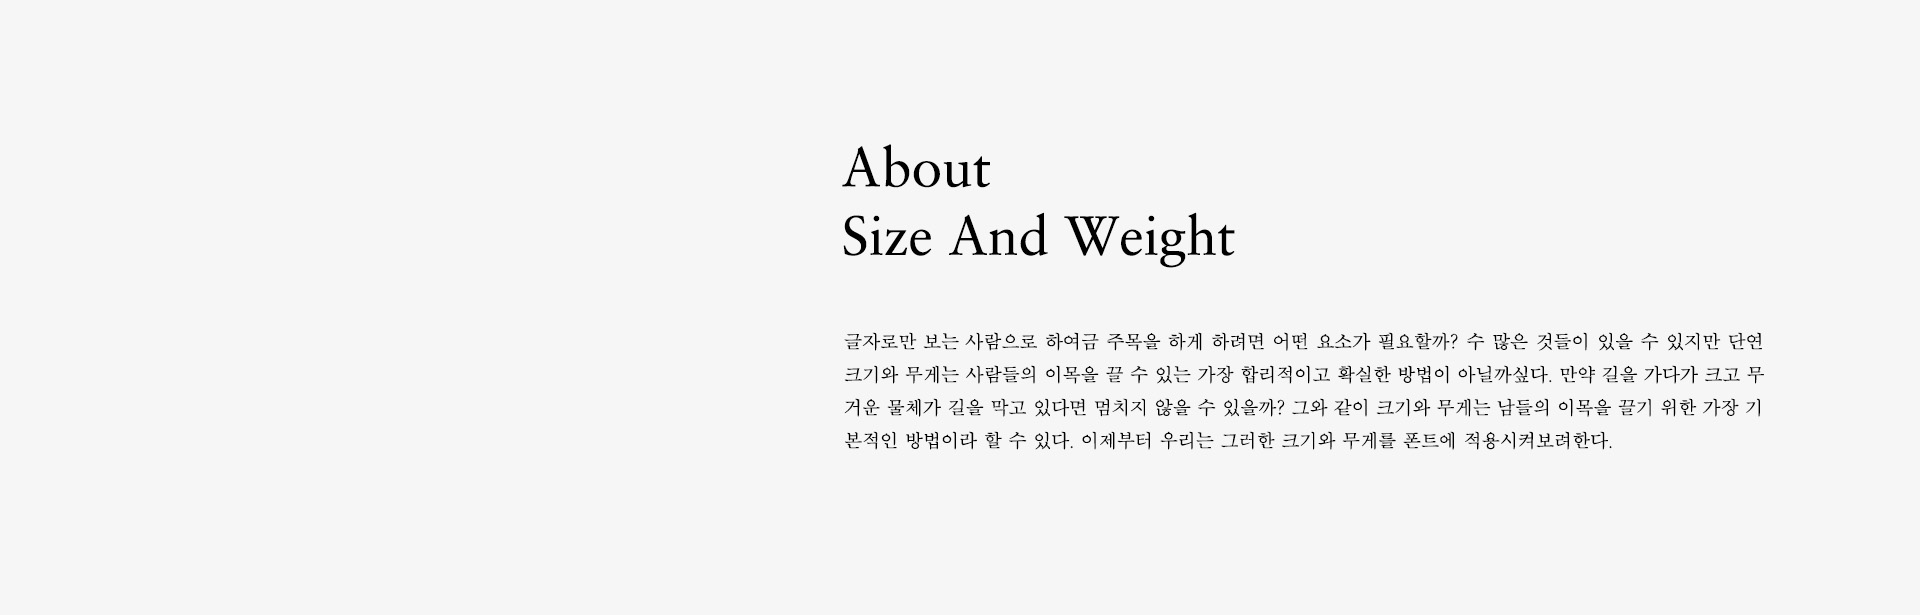 About
Size And Weight
글자로만 보는 사람으로 하여금 주목을 하게 하려면 어떤 요소가 필요할까? 수 많은 것들이 있을 수 있지만 단연
크기와 무게는 사람들의 이목을 끌 수 있는 가장 합리적이고 확실한 방법이 아닐까싶다. 만약 길을 가다가 크고 무
거운 물체가 길을 막고 있다면 멈치지 않을 수 있을까? 그와 같이 크기와 무게는 남들의 이목을 끌기 위한 가장 기
본적인 방법이라 할 수 있다. 이제부터 우리는 그러한 크기와 무게를 폰트에 적용시켜보려한다.